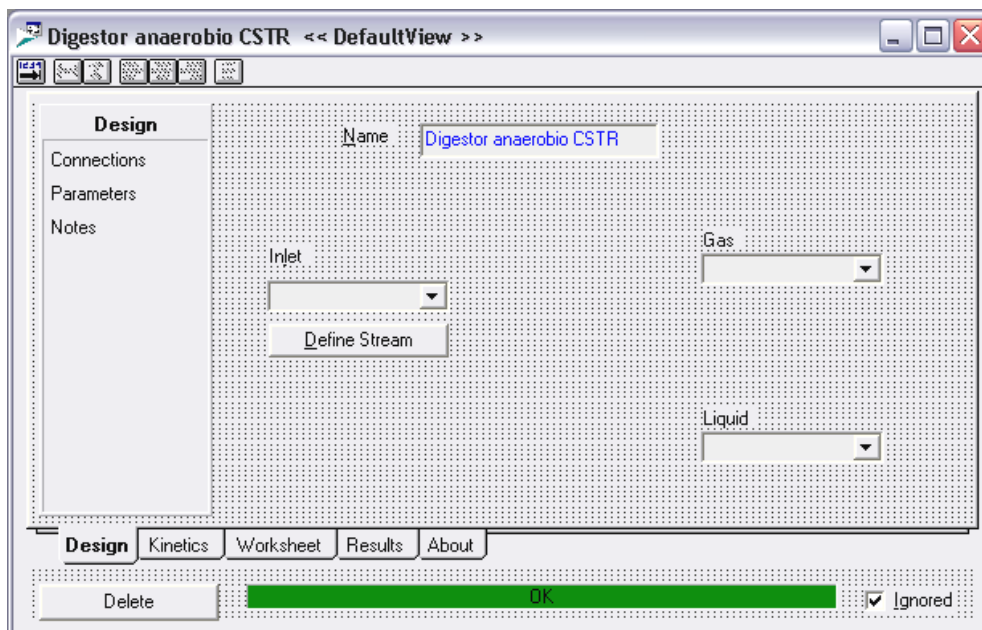 Digestor anaerobio CSTR << DefaultView >>
Design
Connections
Parameters
Notes
Name
Digestor anaerobio CSTR
Inlet
Define Stream
Gas
Liquid
Design Kinetics Worksheet Results About
Delete
OK
Ignored